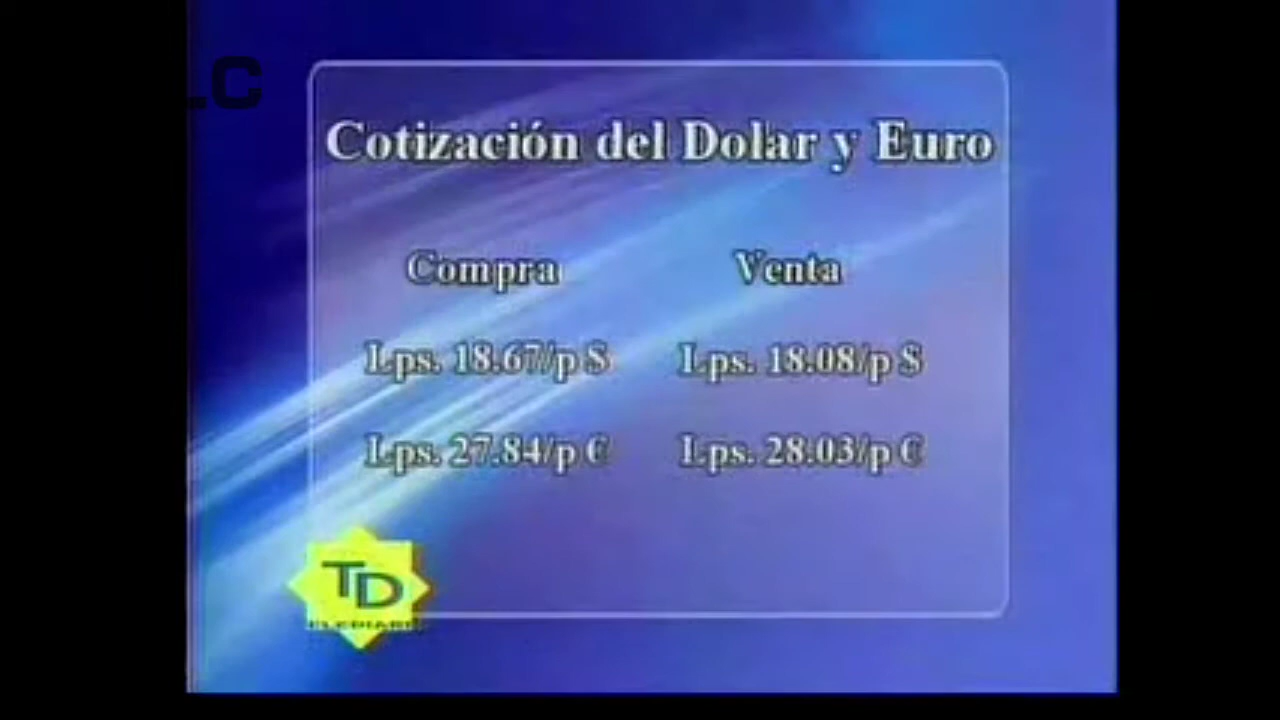 LC
Cotización del Dolar y Euro
Compra Venta
Lps. 18.67/p $ Lps. 18.08/p $
Lps. 27.84/p € Lps. 28.03/p €
TD